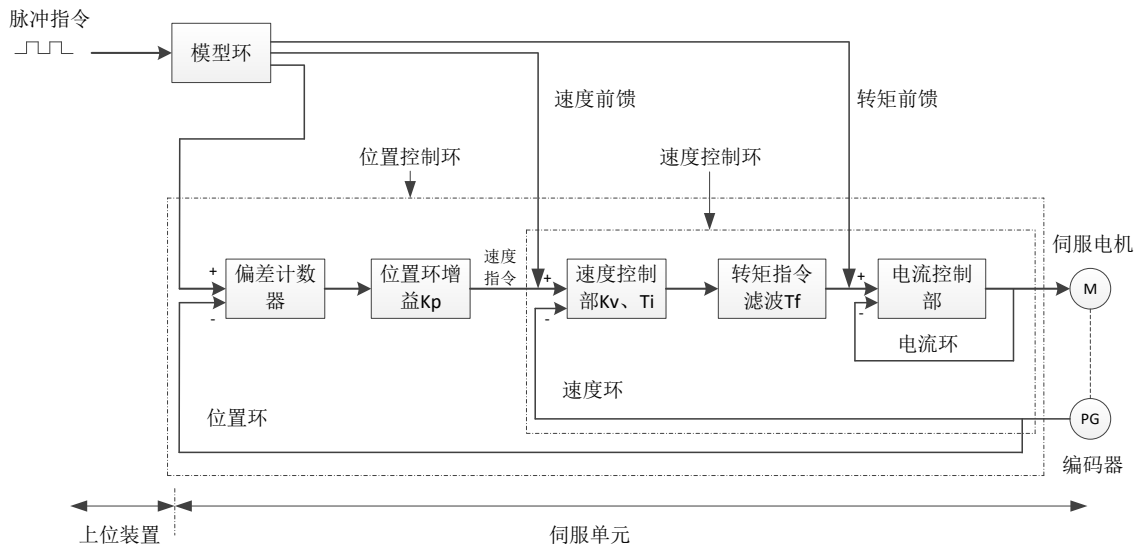 脉冲指令
模型环
速度前馈
转矩前馈
位置控制环
速度控制环
伺服电机
+
-
偏差计数
器
位置环增
益Kp
速度
指令
+
-
速度控制
部Kv、Ti
转矩指令
滤波Tf
+
-
电流控制
部
M
电流环
速度环
位置环
PG
编码器
上位装置
伺服单元